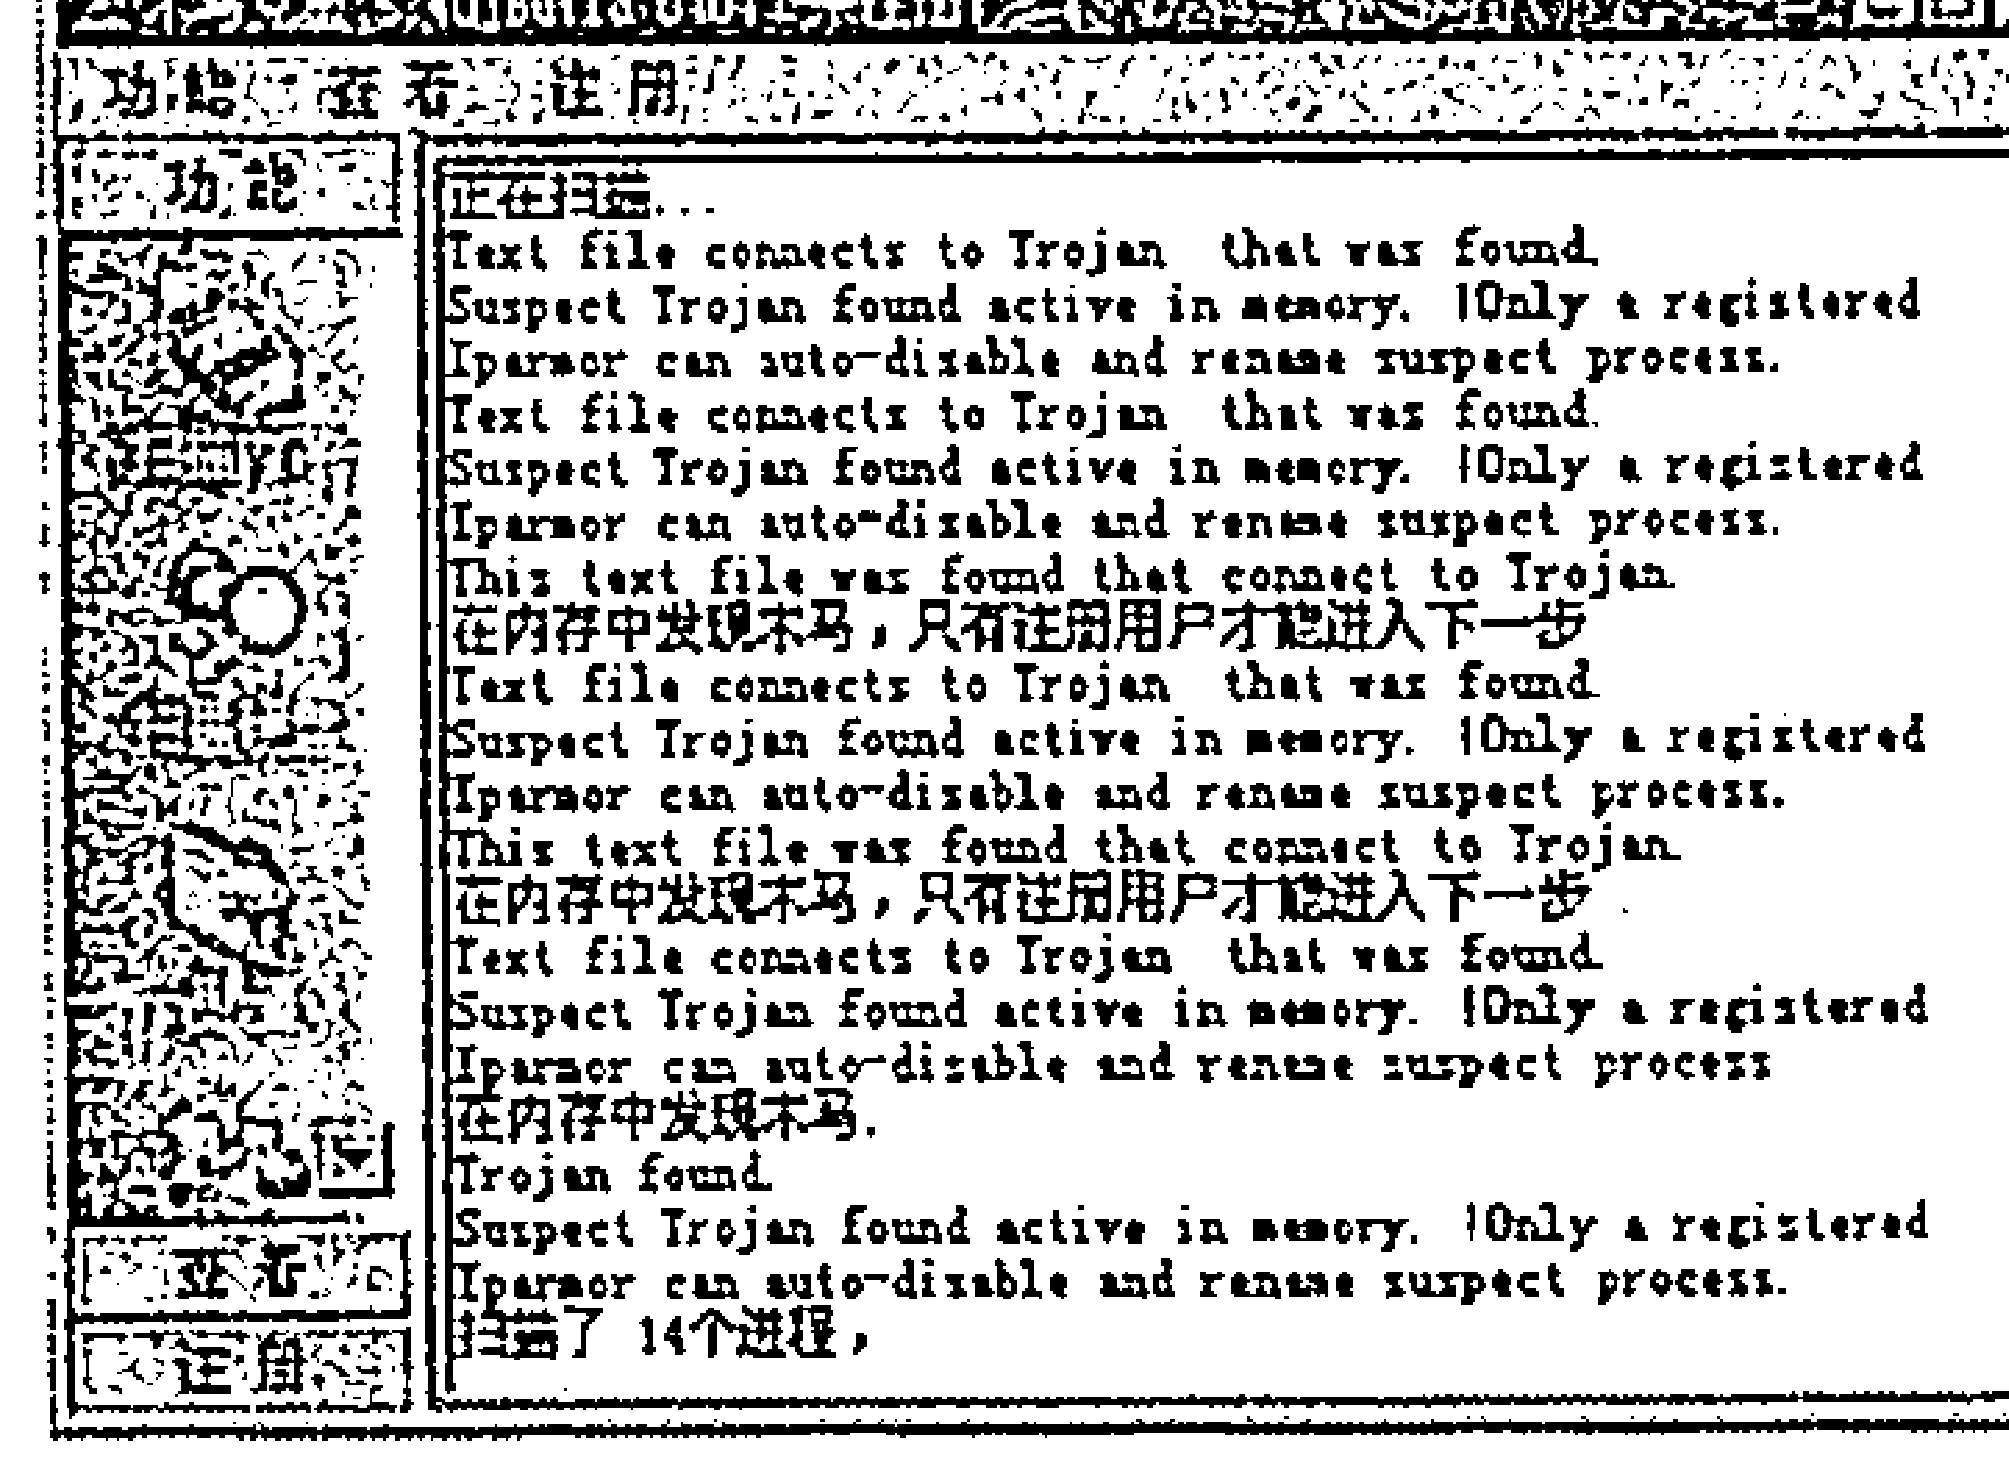 功能 查看 注册
功能
正在扫描...
Text file connects to Trojan  that was found.
Suspect Trojan found active in memory.  |Only a registered
Iparmor can auto-disable and rename suspect process.
Text file connects to Trojan  that was found.
Suspect Trojan found active in memory.  |Only a registered
Iparmor can auto-disable and rename suspect process.
This text file was found that connect to Trojan.
在内存中发现木马，只有注册用户才能进入下一步
Text file connects to Trojan  that was found.
Suspect Trojan found active in memory.  |Only a registered
Iparmor can auto-disable and rename suspect process.
This text file was found that connect to Trojan.
在内存中发现木马，只有注册用户才能进入下一步
Text file connects to Trojan  that was found.
Suspect Trojan found active in memory.  |Only a registered
Iparmor can auto-disable and rename suspect process
在内存中发现木马.
Trojan found.
Suspect Trojan found active in memory.  |Only a registered
Iparmor can auto-disable and rename suspect process.
扫描了 14个进程，
查看
注册